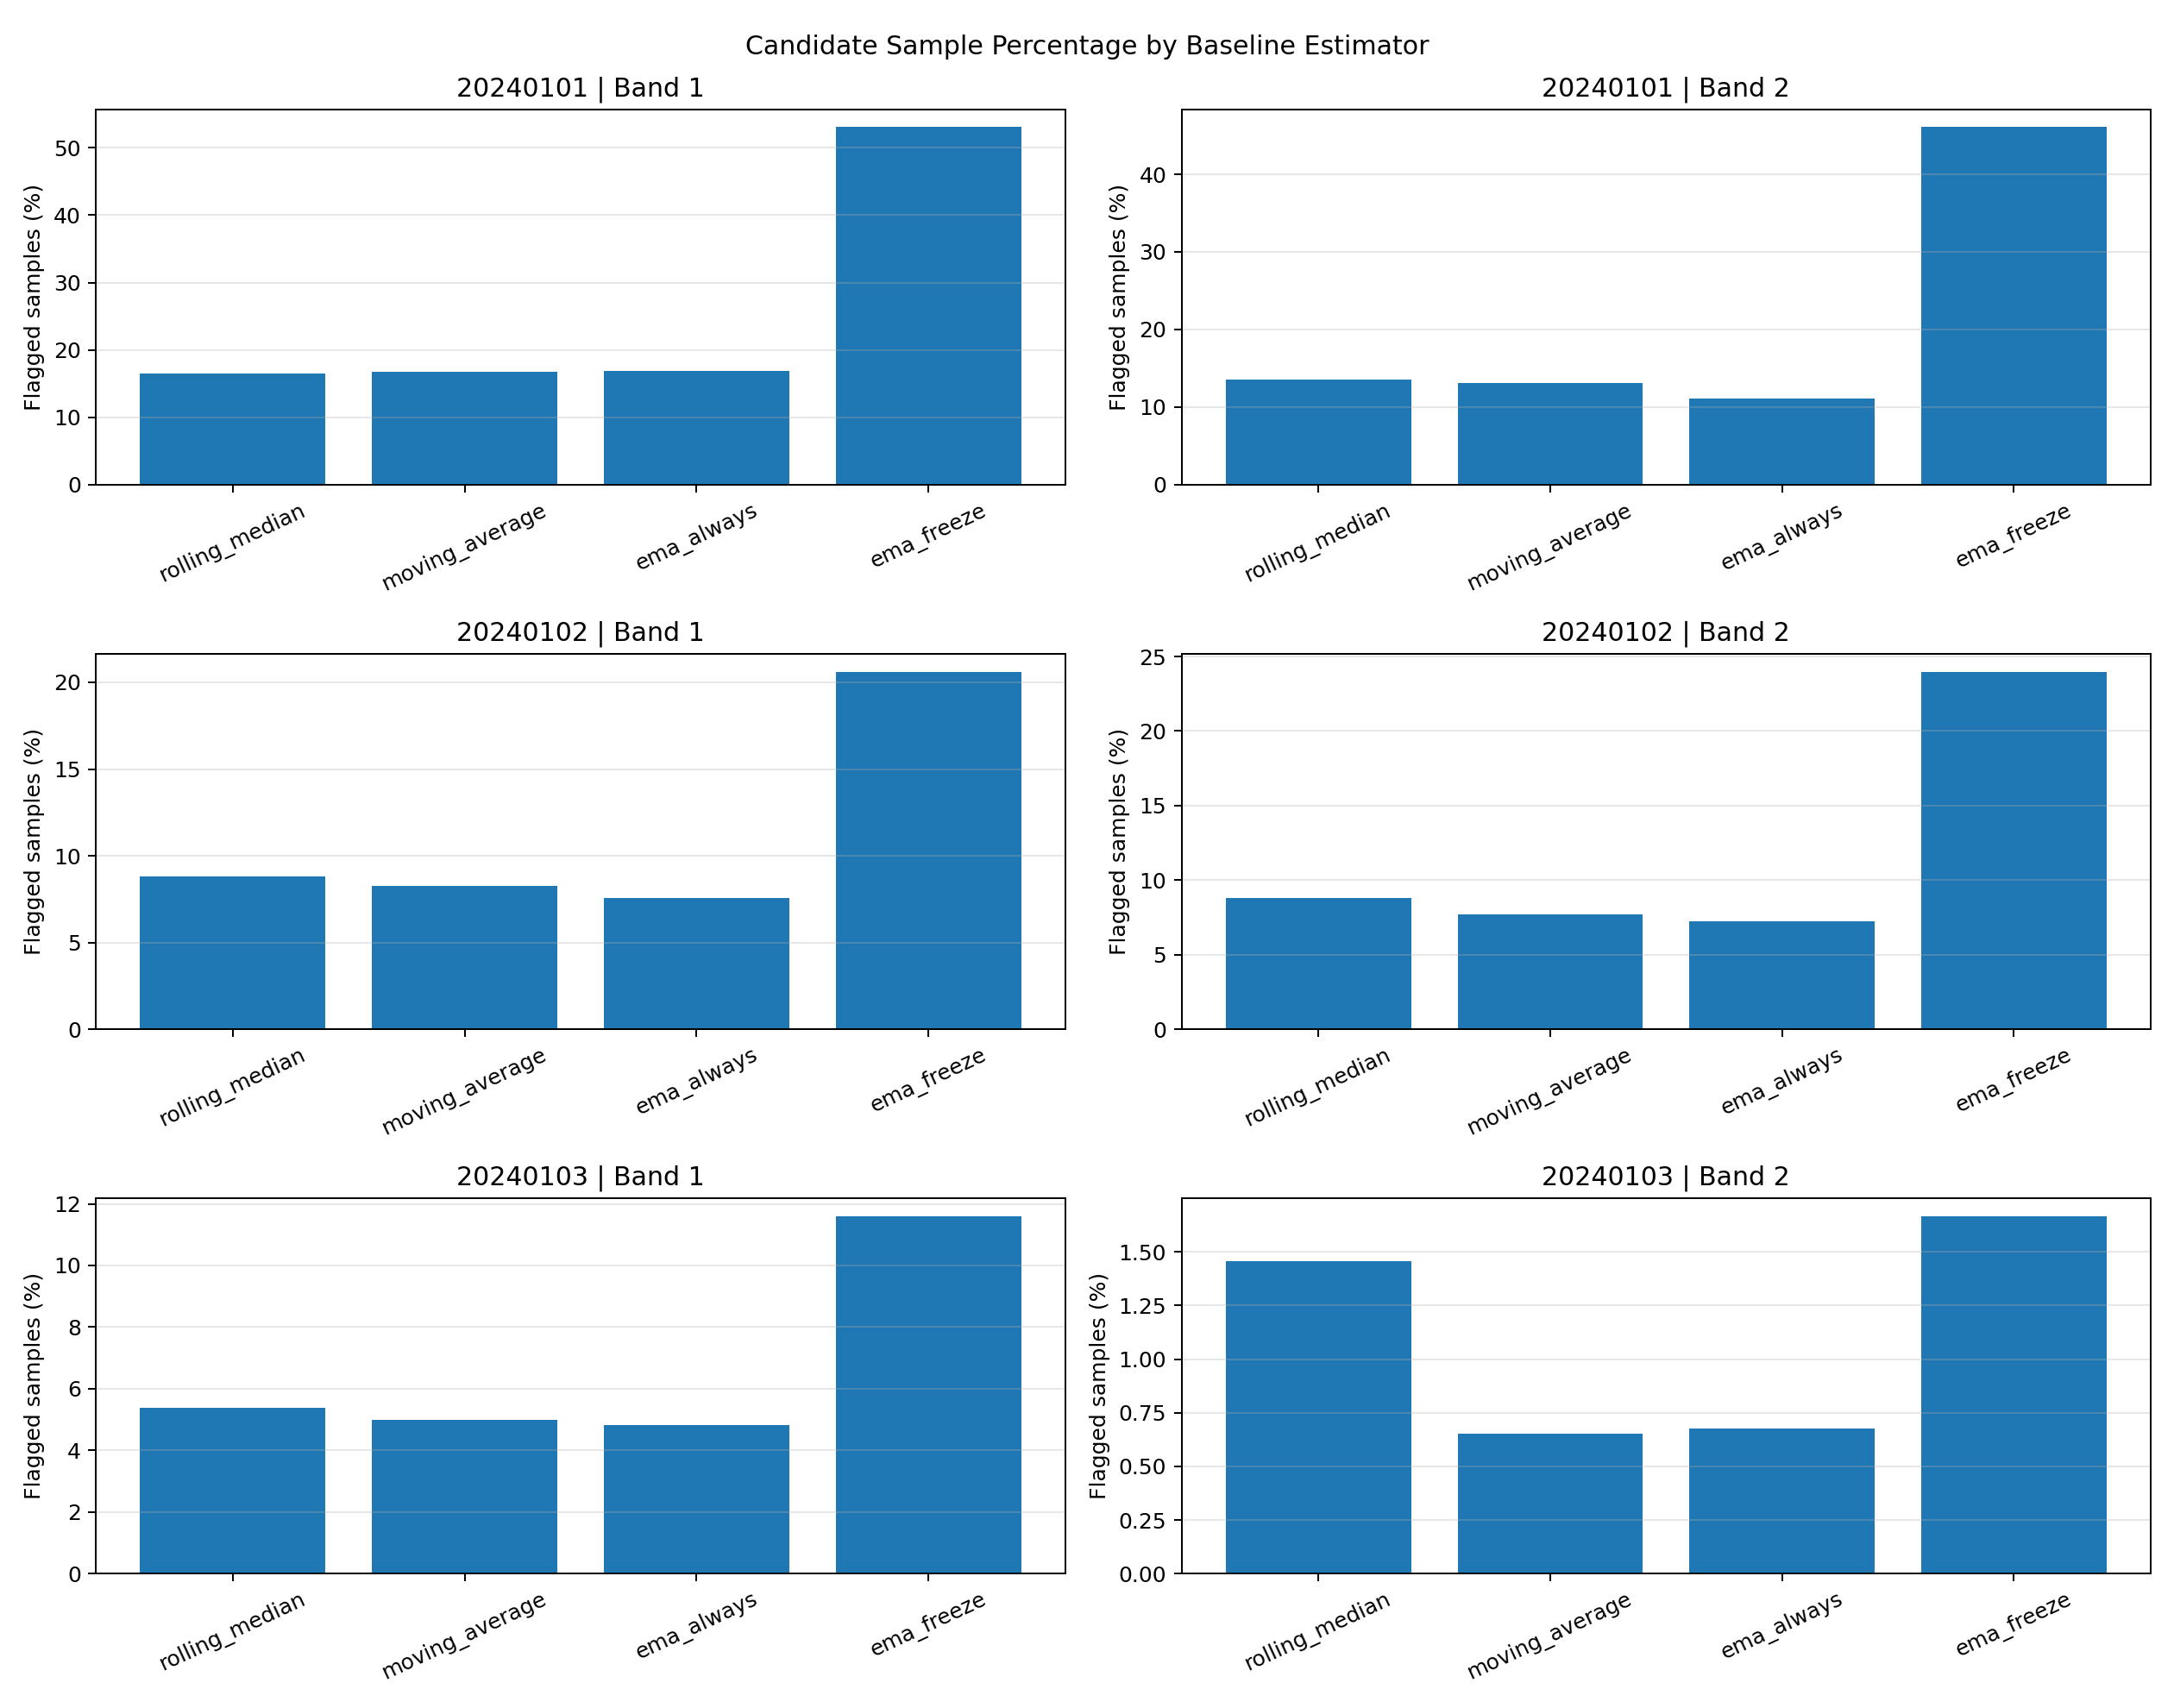 Candidate Sample Percentage by Baseline Estimator
20240101 | Band 1
Flagged samples (%)
50
40
30
20
10
0
rolling_median
moving_average
ema_always
ema_freeze
20240101 | Band 2
Flagged samples (%)
40
30
20
10
0
rolling_median
moving_average
ema_always
ema_freeze
20240102 | Band 1
Flagged samples (%)
20
15
10
5
0
rolling_median
moving_average
ema_always
ema_freeze
20240102 | Band 2
Flagged samples (%)
25
20
15
10
5
0
rolling_median
moving_average
ema_always
ema_freeze
20240103 | Band 1
Flagged samples (%)
12
10
8
6
4
2
0
rolling_median
moving_average
ema_always
ema_freeze
20240103 | Band 2
Flagged samples (%)
1.50
1.25
1.00
0.75
0.50
0.25
0.00
rolling_median
moving_average
ema_always
ema_freeze